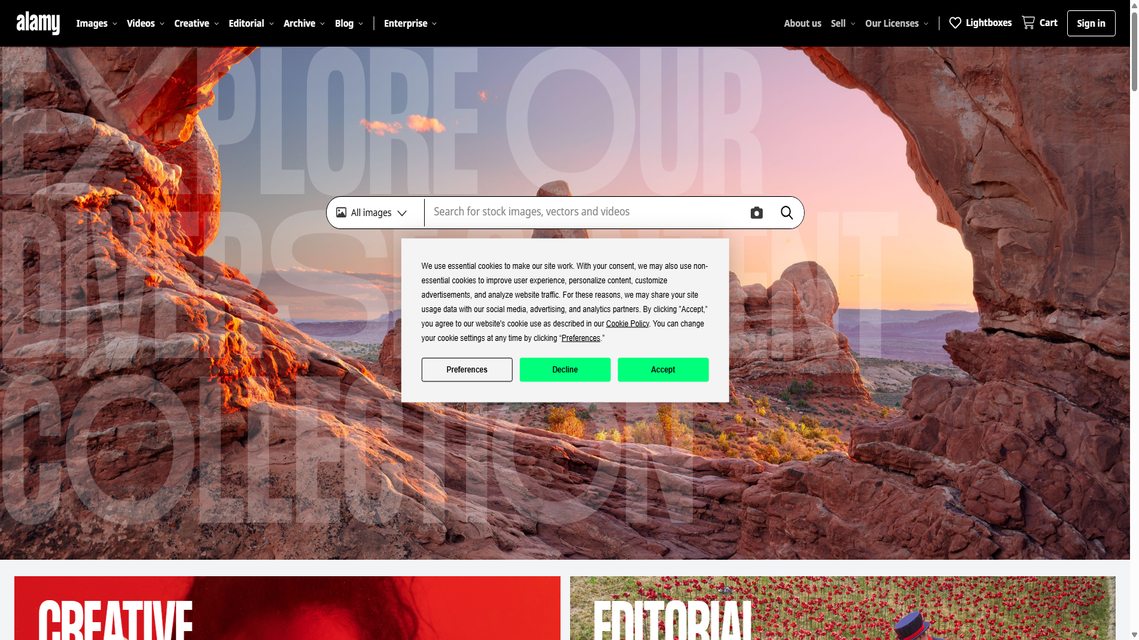 alamy Images Videos Creative Editorial Archive Blog Enterprise About us Sell Our Licenses Lightboxes Cart Sign in
EXPLORE OUR
All images Search for stock images, vectors and videos
We use essential cookies to make our site work. With your consent, we may also use non-
essential cookies to improve user experience, personalize content, customize
advertisements, and analyze website traffic. For these reasons, we may share your site
usage data with our social media, advertising, and analytics partners. By clicking "Accept,"
you agree to our website's cookie use as described in our Cookie Policy. You can change
your cookie settings at any time by clicking "Preferences."
Preferences Decline Accept
COLLECTION
CREATIVE EDITORIAL